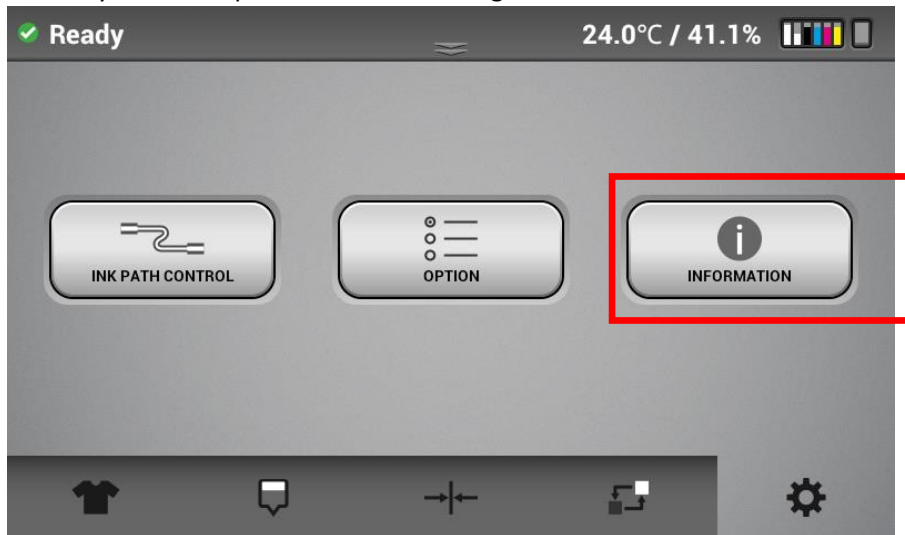 Ready 24.0°C / 41.1%
INK PATH CONTROL
OPTION
i INFORMATION